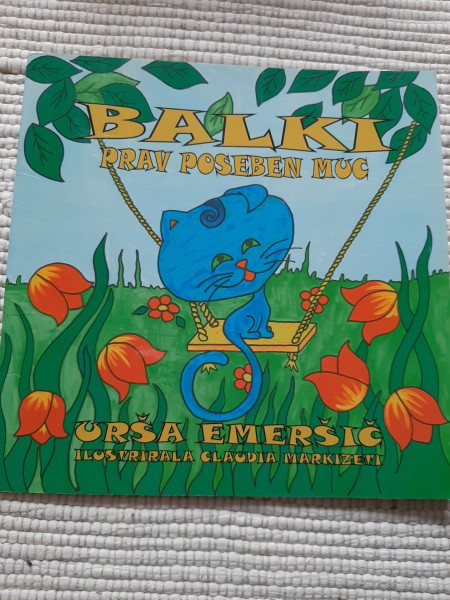 BALKI
PRAV POSEBEN MUC
URŠA EMERŠIČ
ILUSTRIRALA CLAUDIA MARKIZETI